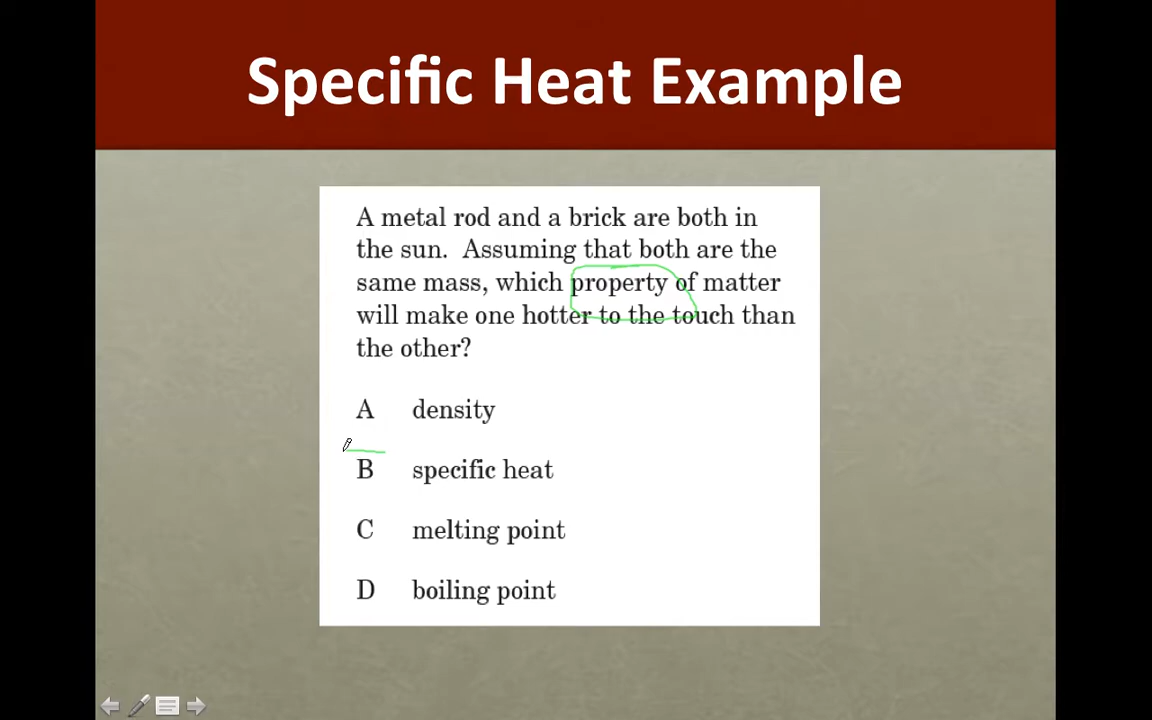 Specific Heat Example
A metal rod and a brick are both in
the sun.  Assuming that both are the
same mass, which property of matter
will make one hotter to the touch than
the other?
A density
B specific heat
C melting point
D boiling point